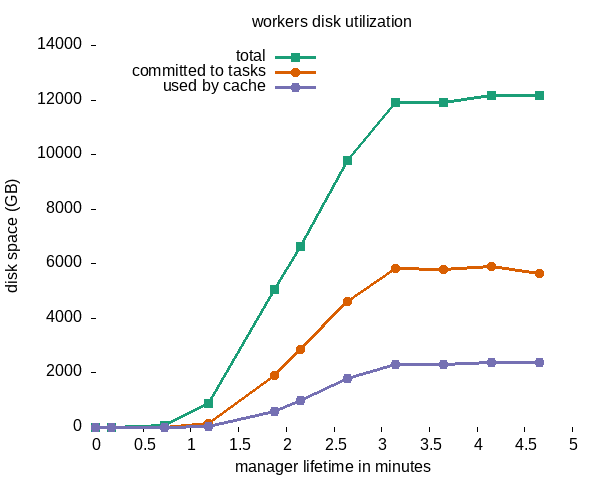 workers disk utilization
14000
12000
10000
8000
6000
4000
2000
0
disk space (GB)
total
committed to tasks
used by cache
0 0.5 1 1.5 2 2.5 3 3.5 4 4.5 5
manager lifetime in minutes